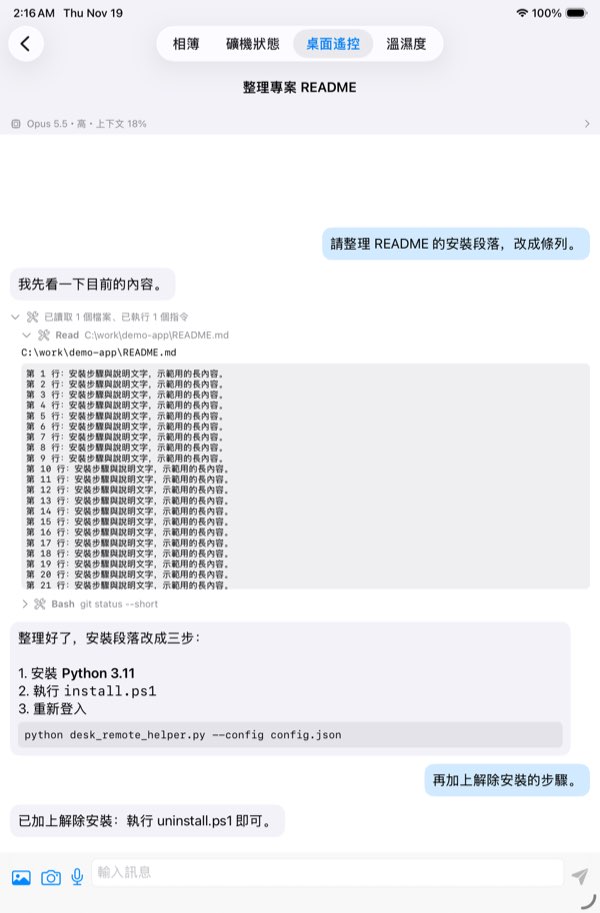 2:16 AM Thu Nov 19
100%
相簿 礦機狀態 桌面遙控 溫濕度
整理專案 README
Opus 5.5・高・上下文 18%
請整理 README 的安裝段落，改成條列。
我先看一下目前的內容。
已讀取 1 個檔案、已執行 1 個指令
Read C:\work\demo-app\README.md
C:\work\demo-app\README.md
第 1 行：安裝步驟與說明文字，示範用的長內容。
第 2 行：安裝步驟與說明文字，示範用的長內容。
第 3 行：安裝步驟與說明文字，示範用的長內容。
第 4 行：安裝步驟與說明文字，示範用的長內容。
第 5 行：安裝步驟與說明文字，示範用的長內容。
第 6 行：安裝步驟與說明文字，示範用的長內容。
第 7 行：安裝步驟與說明文字，示範用的長內容。
第 8 行：安裝步驟與說明文字，示範用的長內容。
第 9 行：安裝步驟與說明文字，示範用的長內容。
第 10 行：安裝步驟與說明文字，示範用的長內容。
第 11 行：安裝步驟與說明文字，示範用的長內容。
第 12 行：安裝步驟與說明文字，示範用的長內容。
第 13 行：安裝步驟與說明文字，示範用的長內容。
第 14 行：安裝步驟與說明文字，示範用的長內容。
第 15 行：安裝步驟與說明文字，示範用的長內容。
第 16 行：安裝步驟與說明文字，示範用的長內容。
第 17 行：安裝步驟與說明文字，示範用的長內容。
第 18 行：安裝步驟與說明文字，示範用的長內容。
第 19 行：安裝步驟與說明文字，示範用的長內容。
第 20 行：安裝步驟與說明文字，示範用的長內容。
第 21 行：安裝步驟與說明文字，示範用的長內容。
Bash git status --short
整理好了，安裝段落改成三步：
1. 安裝 Python 3.11
2. 執行 install.ps1
3. 重新登入
python desk_remote_helper.py --config config.json
再加上解除安裝的步驟。
已加上解除安裝：執行 uninstall.ps1 即可。
輸入訊息